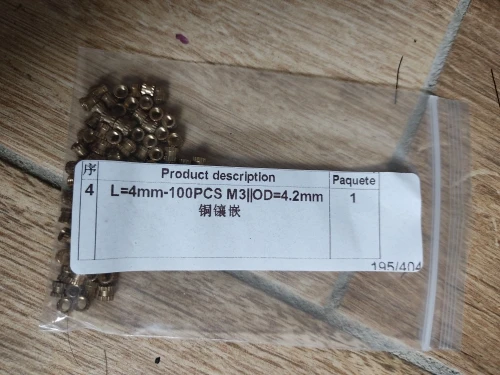 序 Product description Paquete
4 L=4mm-100PCS M3||OD=4.2mm 1
铜镶嵌
195/404